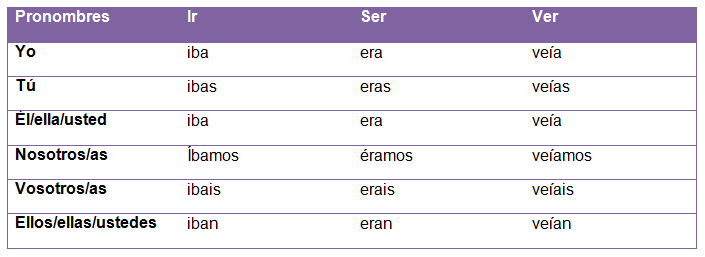 Pronombres Ir Ser Ver
Yo iba era veía
Tú ibas eras veías
Él/ella/usted iba era veía
Nosotros/as Íbamos éramos veíamos
Vosotros/as ibais erais veíais
Ellos/ellas/ustedes iban eran veían